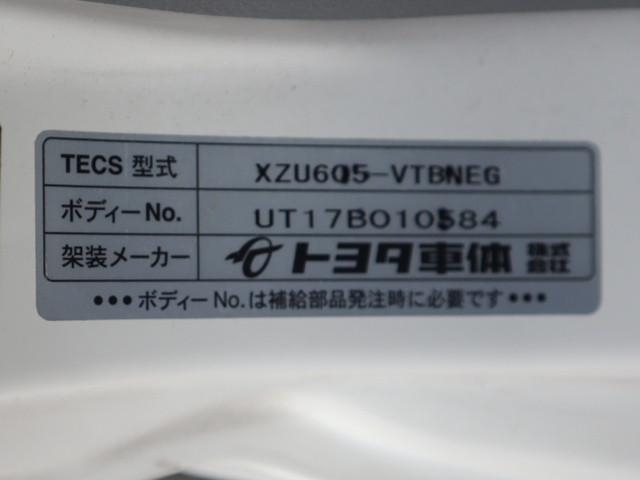 TECS 型式 XZU605-VTBNEG
ボディーNo. UT17B010584
架装メーカー トヨタ車体 株式会社
•••ボディーNo.は補給部品発注時に必要です•••